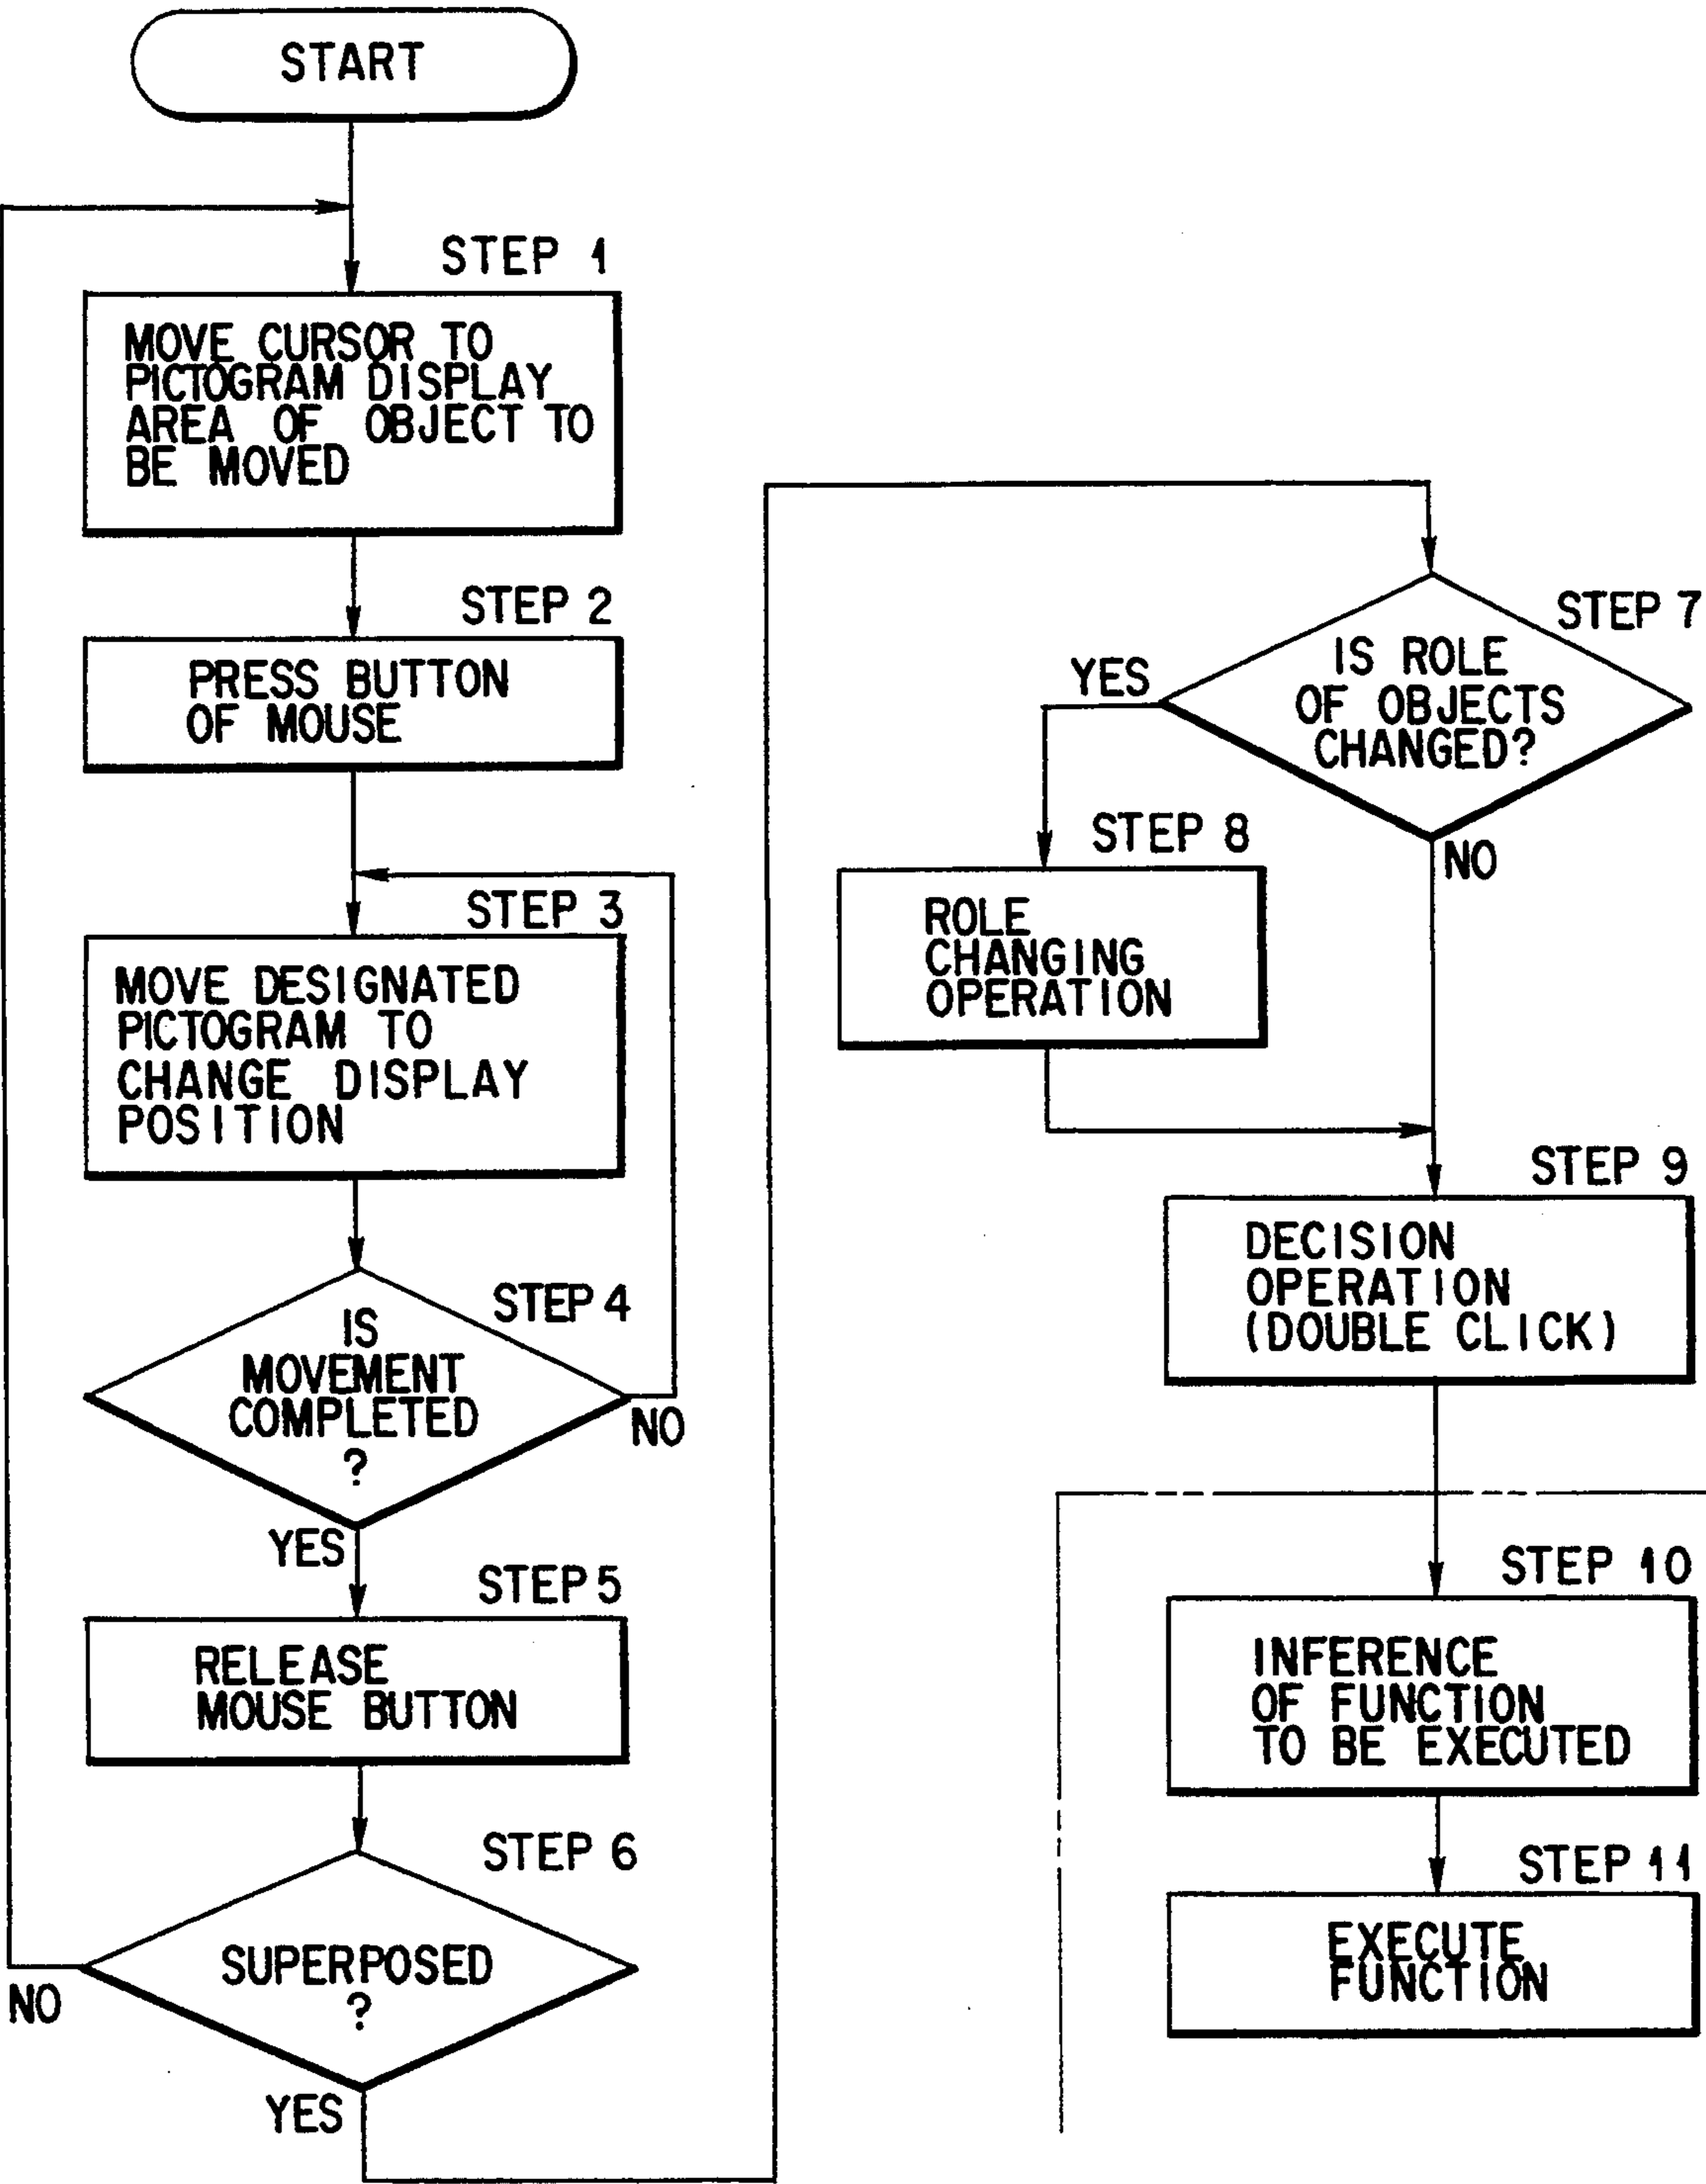 START
STEP 1
MOVE CURSOR TO
PICTOGRAM DISPLAY
AREA OF OBJECT TO
BE MOVED
STEP 2
PRESS BUTTON
OF MOUSE
STEP 3
MOVE DESIGNATED
PICTOGRAM TO
CHANGE DISPLAY
POSITION
STEP 4
IS
MOVEMENT
COMPLETED
?
NO
YES
STEP 5
RELEASE
MOUSE BUTTON
STEP 6
SUPERPOSED
?
NO
YES
STEP 7
IS ROLE
OF OBJECTS
CHANGED?
YES
NO
STEP 8
ROLE
CHANGING
OPERATION
STEP 9
DECISION
OPERATION
(DOUBLE CLICK)
STEP 10
INFERENCE
OF FUNCTION
TO BE EXECUTED
STEP 11
EXECUTE
FUNCTION